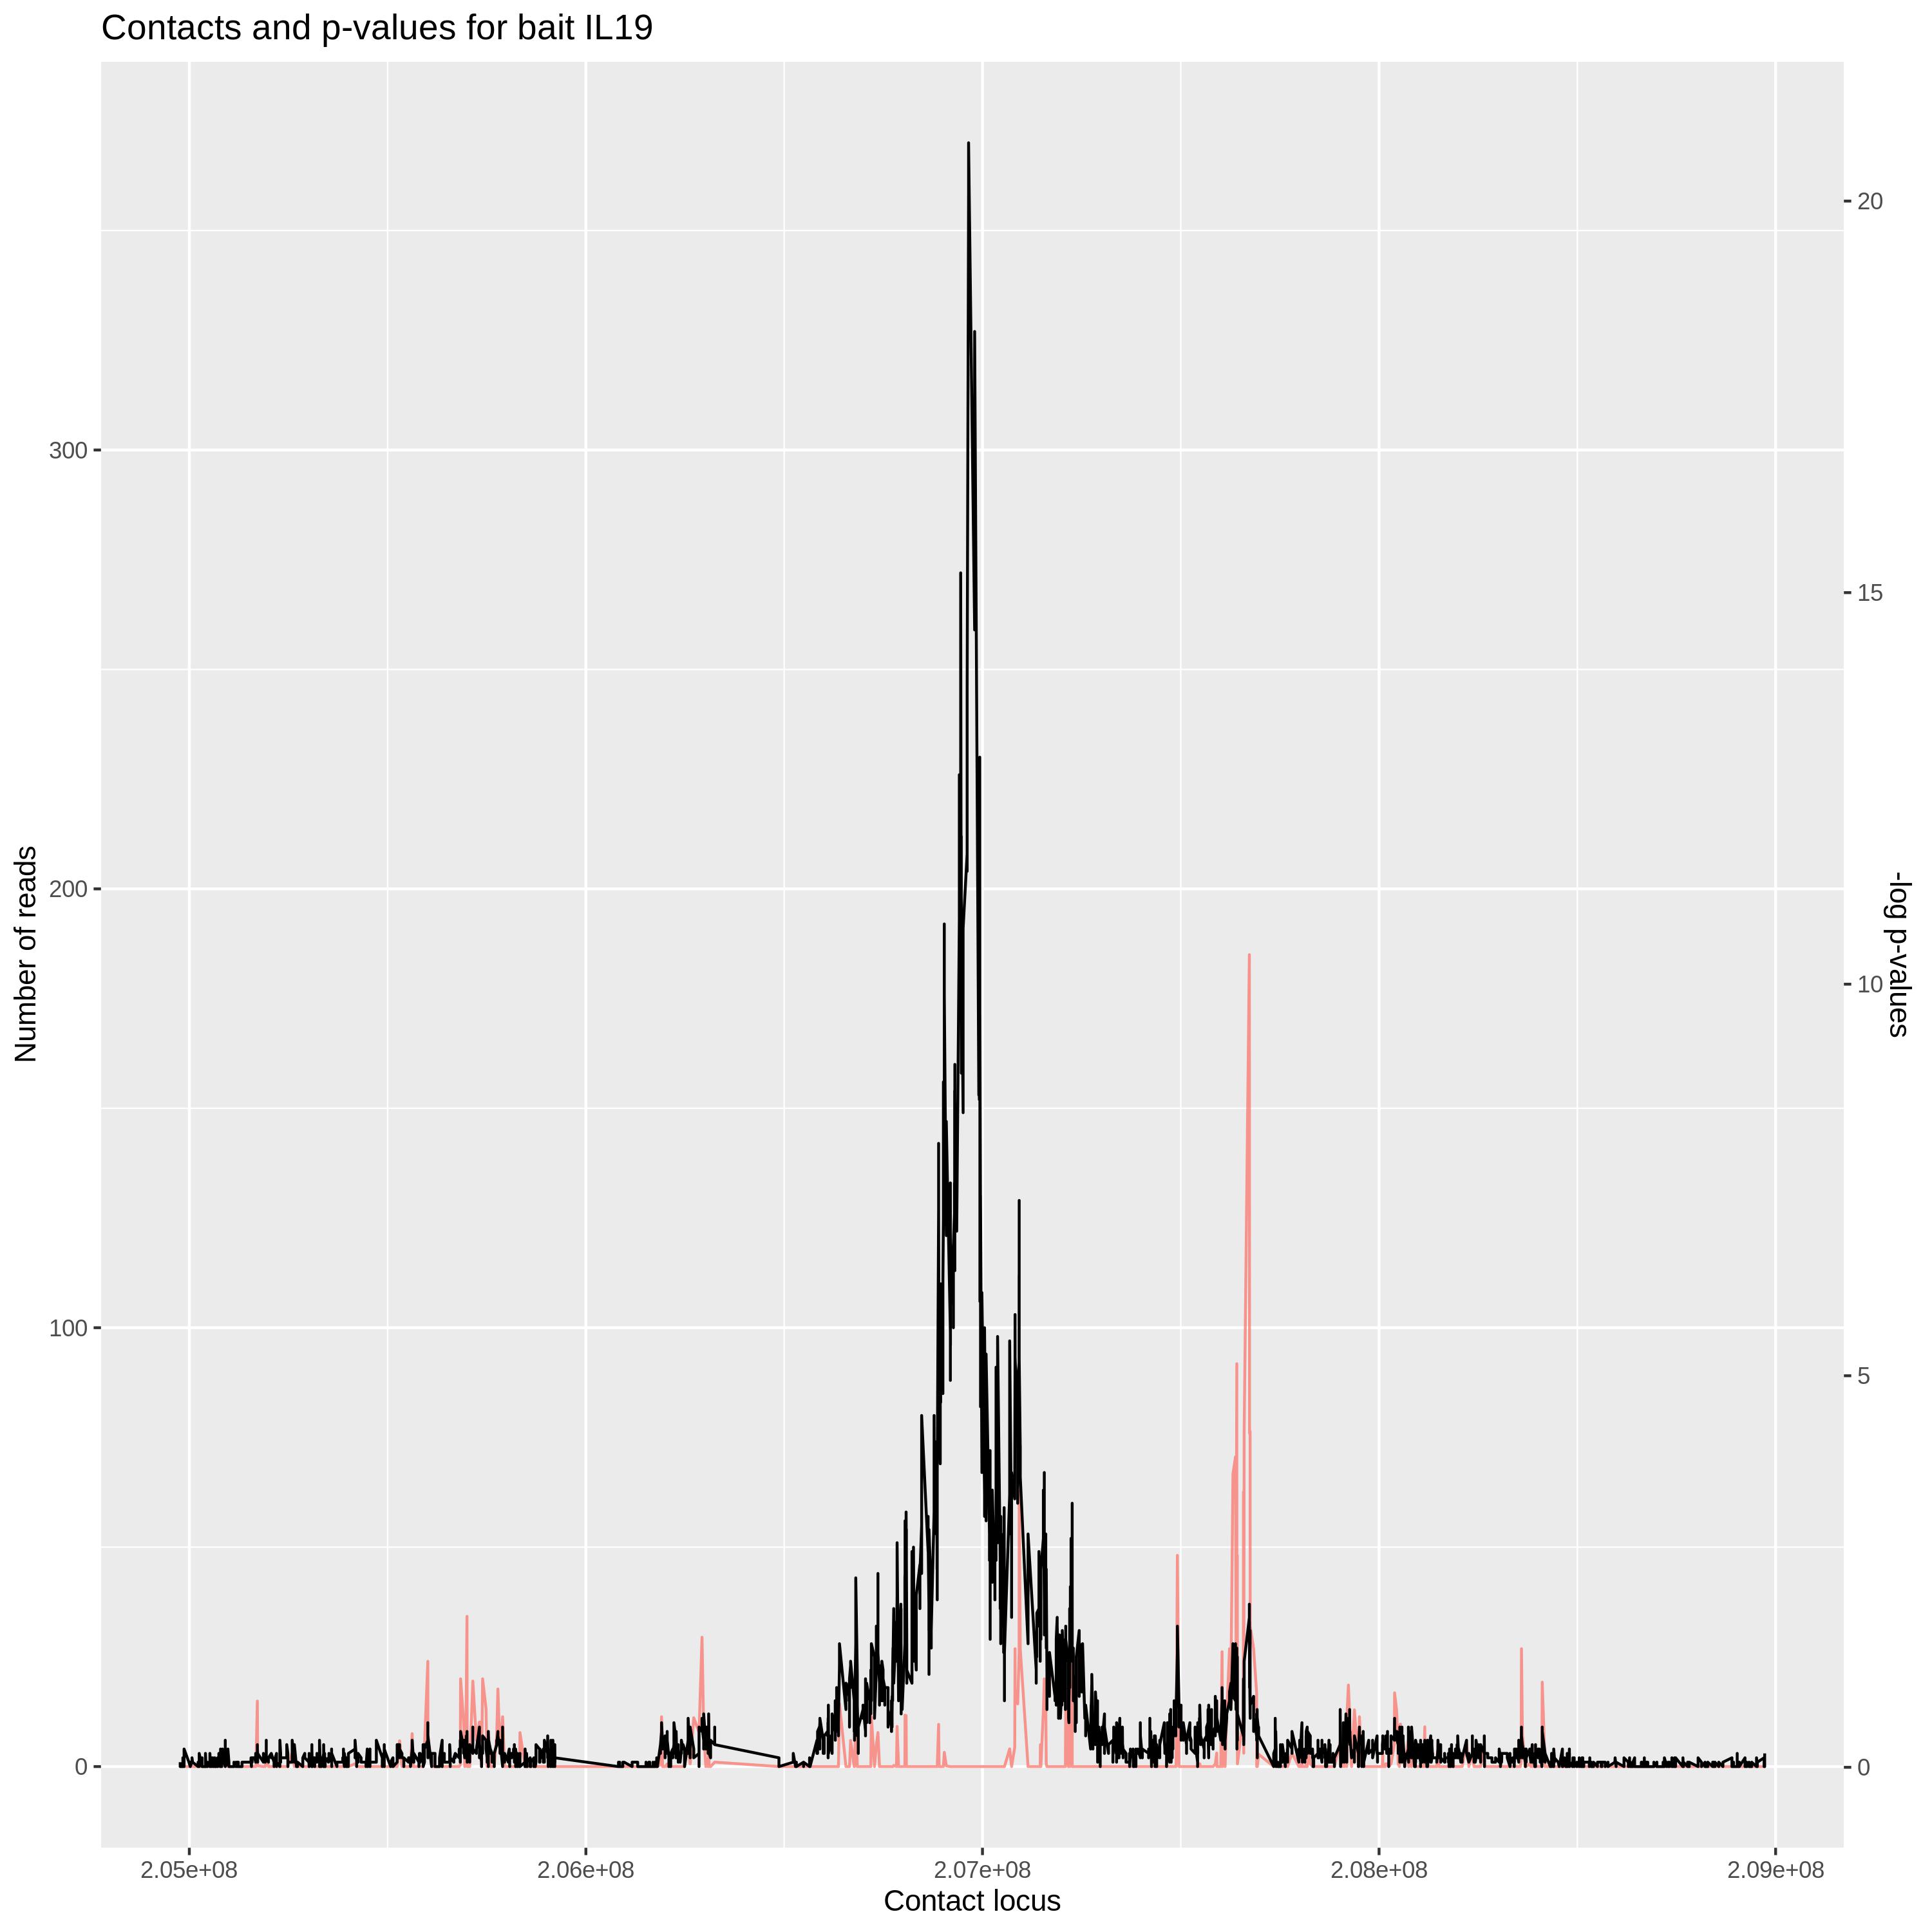 Contacts and p-values for bait IL19
300
200
100
0
20
15
10
5
0
Number of reads
-log p-values
2.05e+08 2.06e+08 2.07e+08 2.08e+08 2.09e+08
Contact locus